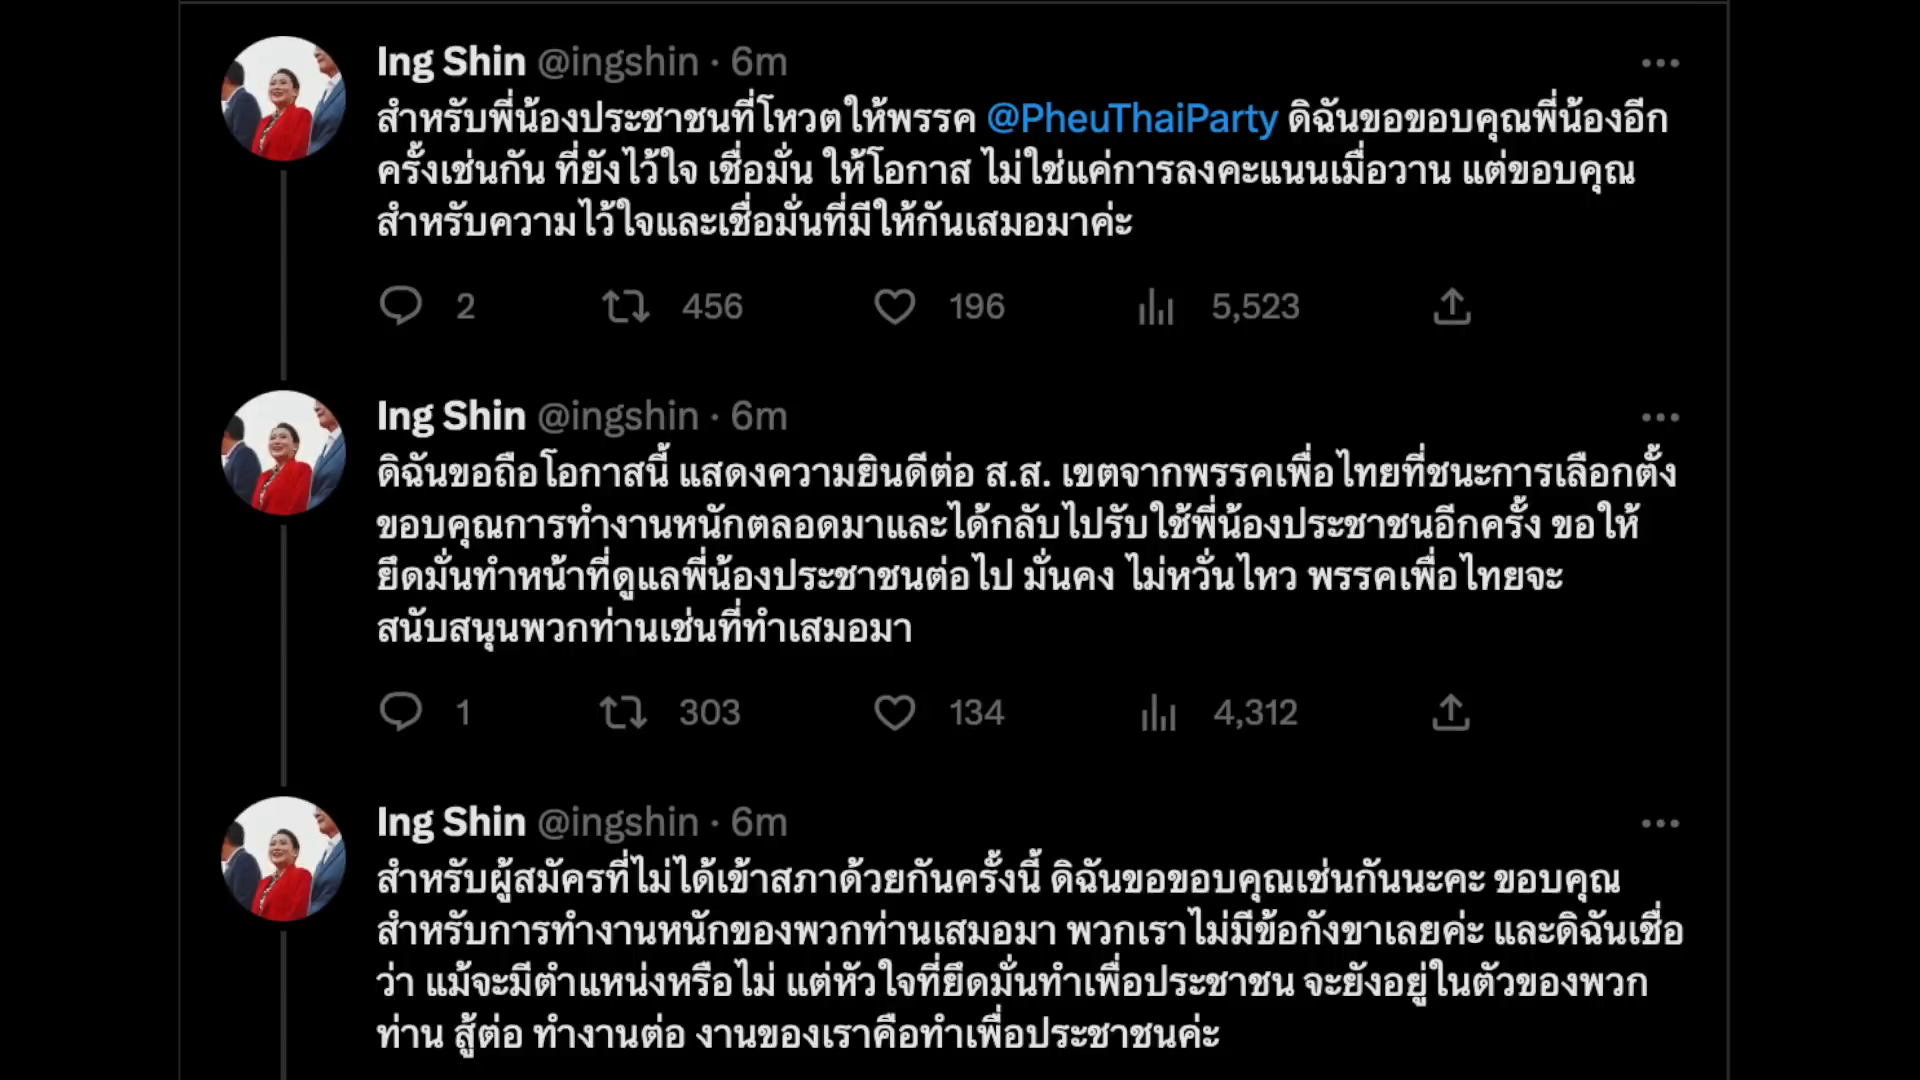 Ing Shin @ingshin · 6m
สำหรับพี่น้องประชาชนที่โหวตให้พรรค @PheuThaiParty ดิฉันขอขอบคุณพี่น้องอีก
ครั้งเช่นกัน ที่ยังไว้ใจ เชื่อมั่น ให้โอกาส ไม่ใช่แค่การลงคะแนนเมื่อวาน แต่ขอบคุณ
สำหรับความไว้ใจและเชื่อมั่นที่มีให้กันเสมอมาค่ะ
2 456 196 5,523
Ing Shin @ingshin · 6m
ดิฉันขอถือโอกาสนี้ แสดงความยินดีต่อ ส.ส. เขตจากพรรคเพื่อไทยที่ชนะการเลือกตั้ง
ขอบคุณการทำงานหนักตลอดมาและได้กลับไปรับใช้พี่น้องประชาชนอีกครั้ง ขอให้
ยึดมั่นทำหน้าที่ดูแลพี่น้องประชาชนต่อไป มั่นคง ไม่หวั่นไหว พรรคเพื่อไทยจะ
สนับสนุนพวกท่านเช่นที่ทำเสมอมา
1 303 134 4,312
Ing Shin @ingshin · 6m
สำหรับผู้สมัครที่ไม่ได้เข้าสภาด้วยกันครั้งนี้ ดิฉันขอขอบคุณเช่นกันนะคะ ขอบคุณ
สำหรับการทำงานหนักของพวกท่านเสมอมา พวกเราไม่มีข้อกังขาเลยค่ะ และดิฉันเชื่อ
ว่า แม้จะมีตำแหน่งหรือไม่ แต่หัวใจที่ยึดมั่นทำเพื่อประชาชน จะยังอยู่ในตัวของพวก
ท่าน สู้ต่อ ทำงานต่อ งานของเราคือทำเพื่อประชาชนค่ะ